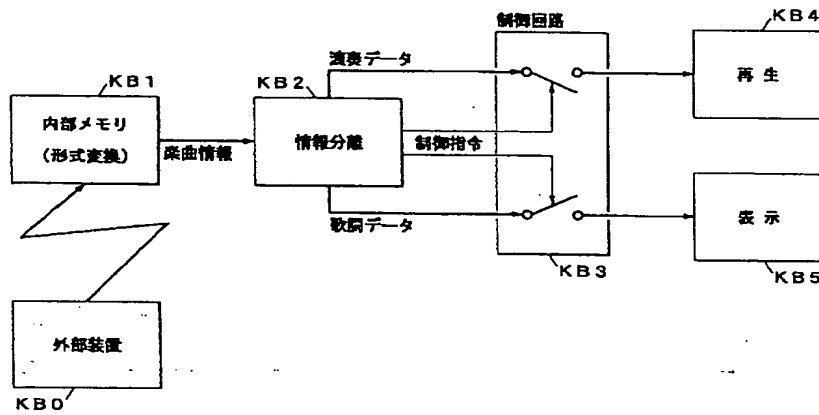 制御回路
KB4
演奏データ
再 生
KB1
KB2
内部メモリ
(形式変換)
楽曲情報
情報分離
制御指令
歌詞データ
表 示
KB3
KB5
外部装置
KB0